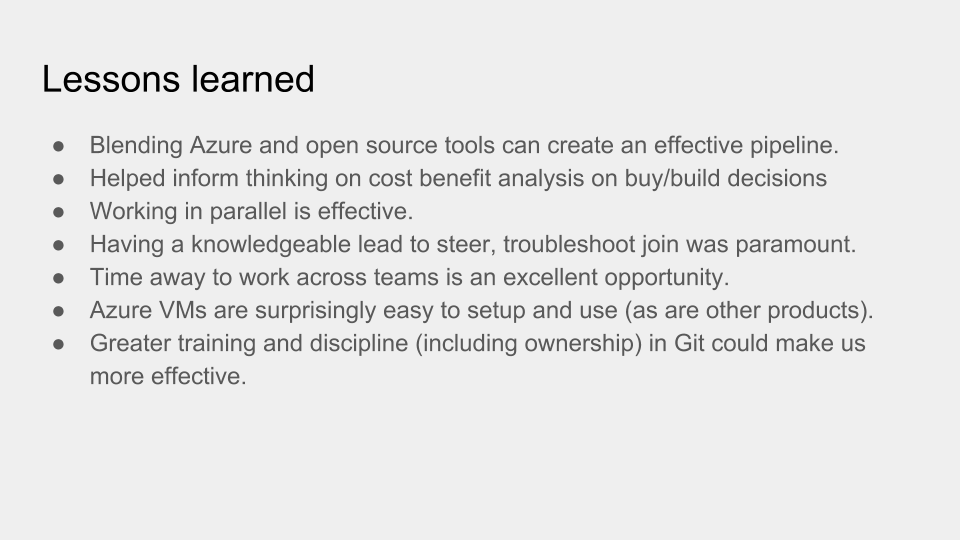 Lessons learned
● Blending Azure and open source tools can create an effective pipeline.
● Helped inform thinking on cost benefit analysis on buy/build decisions
● Working in parallel is effective.
● Having a knowledgeable lead to steer, troubleshoot join was paramount.
● Time away to work across teams is an excellent opportunity.
● Azure VMs are surprisingly easy to setup and use (as are other products).
● Greater training and discipline (including ownership) in Git could make us
more effective.